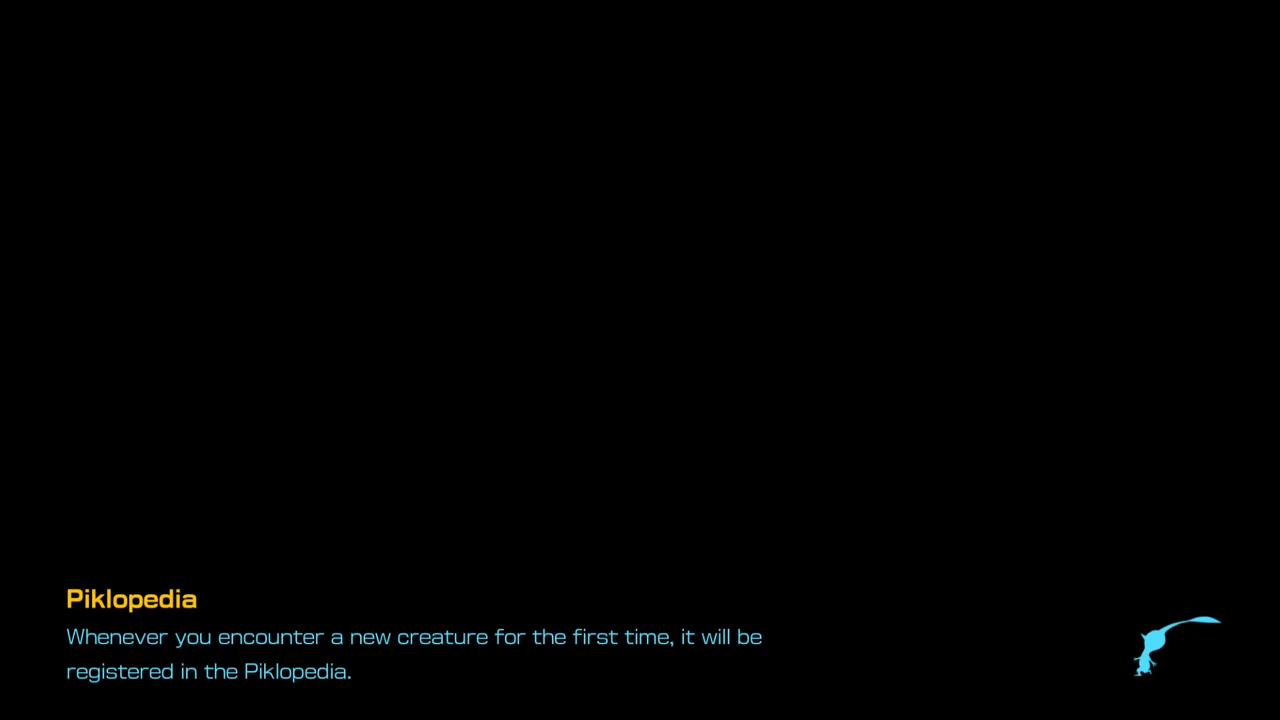 Piklopedia
Whenever you encounter a new creature for the first time, it will be
registered in the Piklopedia.